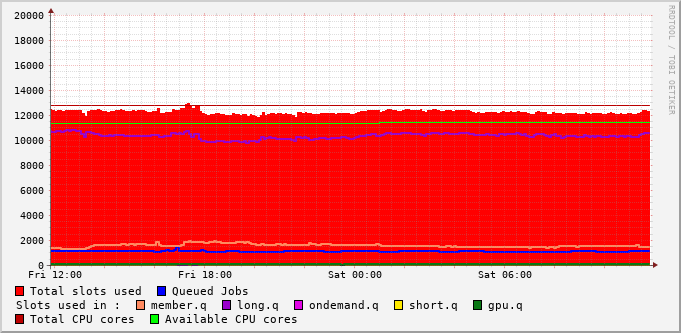 20000
18000
16000
14000
12000
10000
8000
6000
4000
2000
0
Fri 12:00 Fri 18:00 Sat 00:00 Sat 06:00
Total slots used Queued Jobs
Slots used in : member.q long.q ondemand.q short.q gpu.q
Total CPU cores Available CPU cores
RRDTOOL / TOBI OETIKER